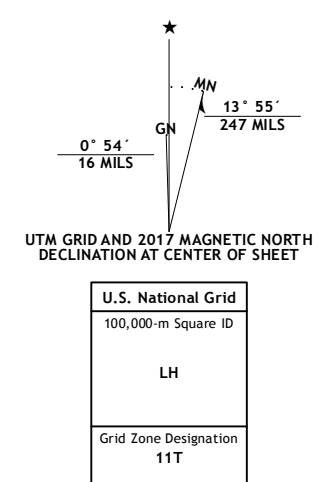 ★
MN
GN
13° 55´
247 MILS
0° 54´
16 MILS
UTM GRID AND 2017 MAGNETIC NORTH
DECLINATION AT CENTER OF SHEET
U.S. National Grid
100,000-m Square ID
LH
Grid Zone Designation
11T